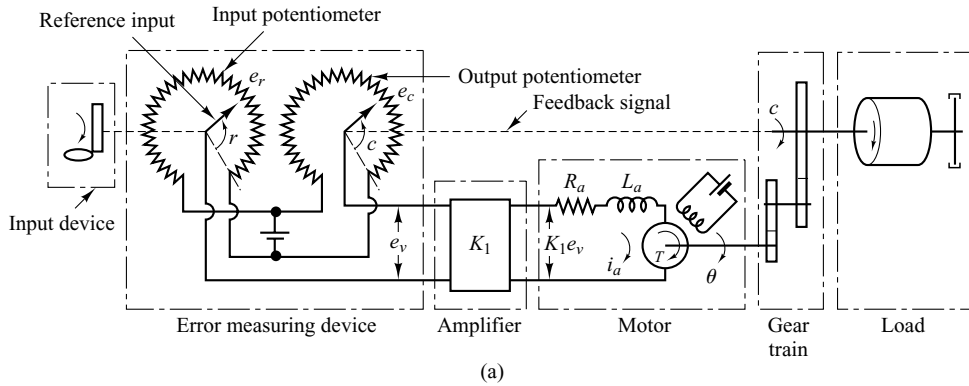 Reference input
Input potentiometer
e_r
Output potentiometer
e_c
Feedback signal
r
c
c
Input device
R_a
L_a
e_v
K_1
K_1e_v
i_a
T
θ
Error measuring device
Amplifier
Motor
Gear
train
Load
(a)